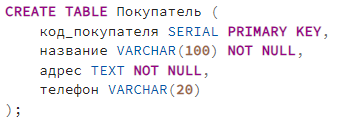 CREATE TABLE Покупатель (
код_покупателя SERIAL PRIMARY KEY,
название VARCHAR(100) NOT NULL,
адрес TEXT NOT NULL,
телефон VARCHAR(20)
);